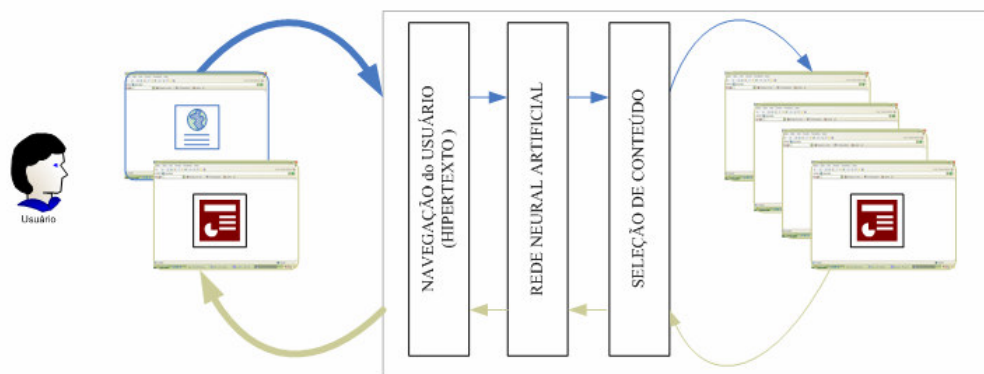 Usuário
NAVEGAÇÃO do USUÁRIO
(HIPERTEXTO )
REDE NEURAL ARTIFICIAL
SELEÇÃO DE CONTEÚDO